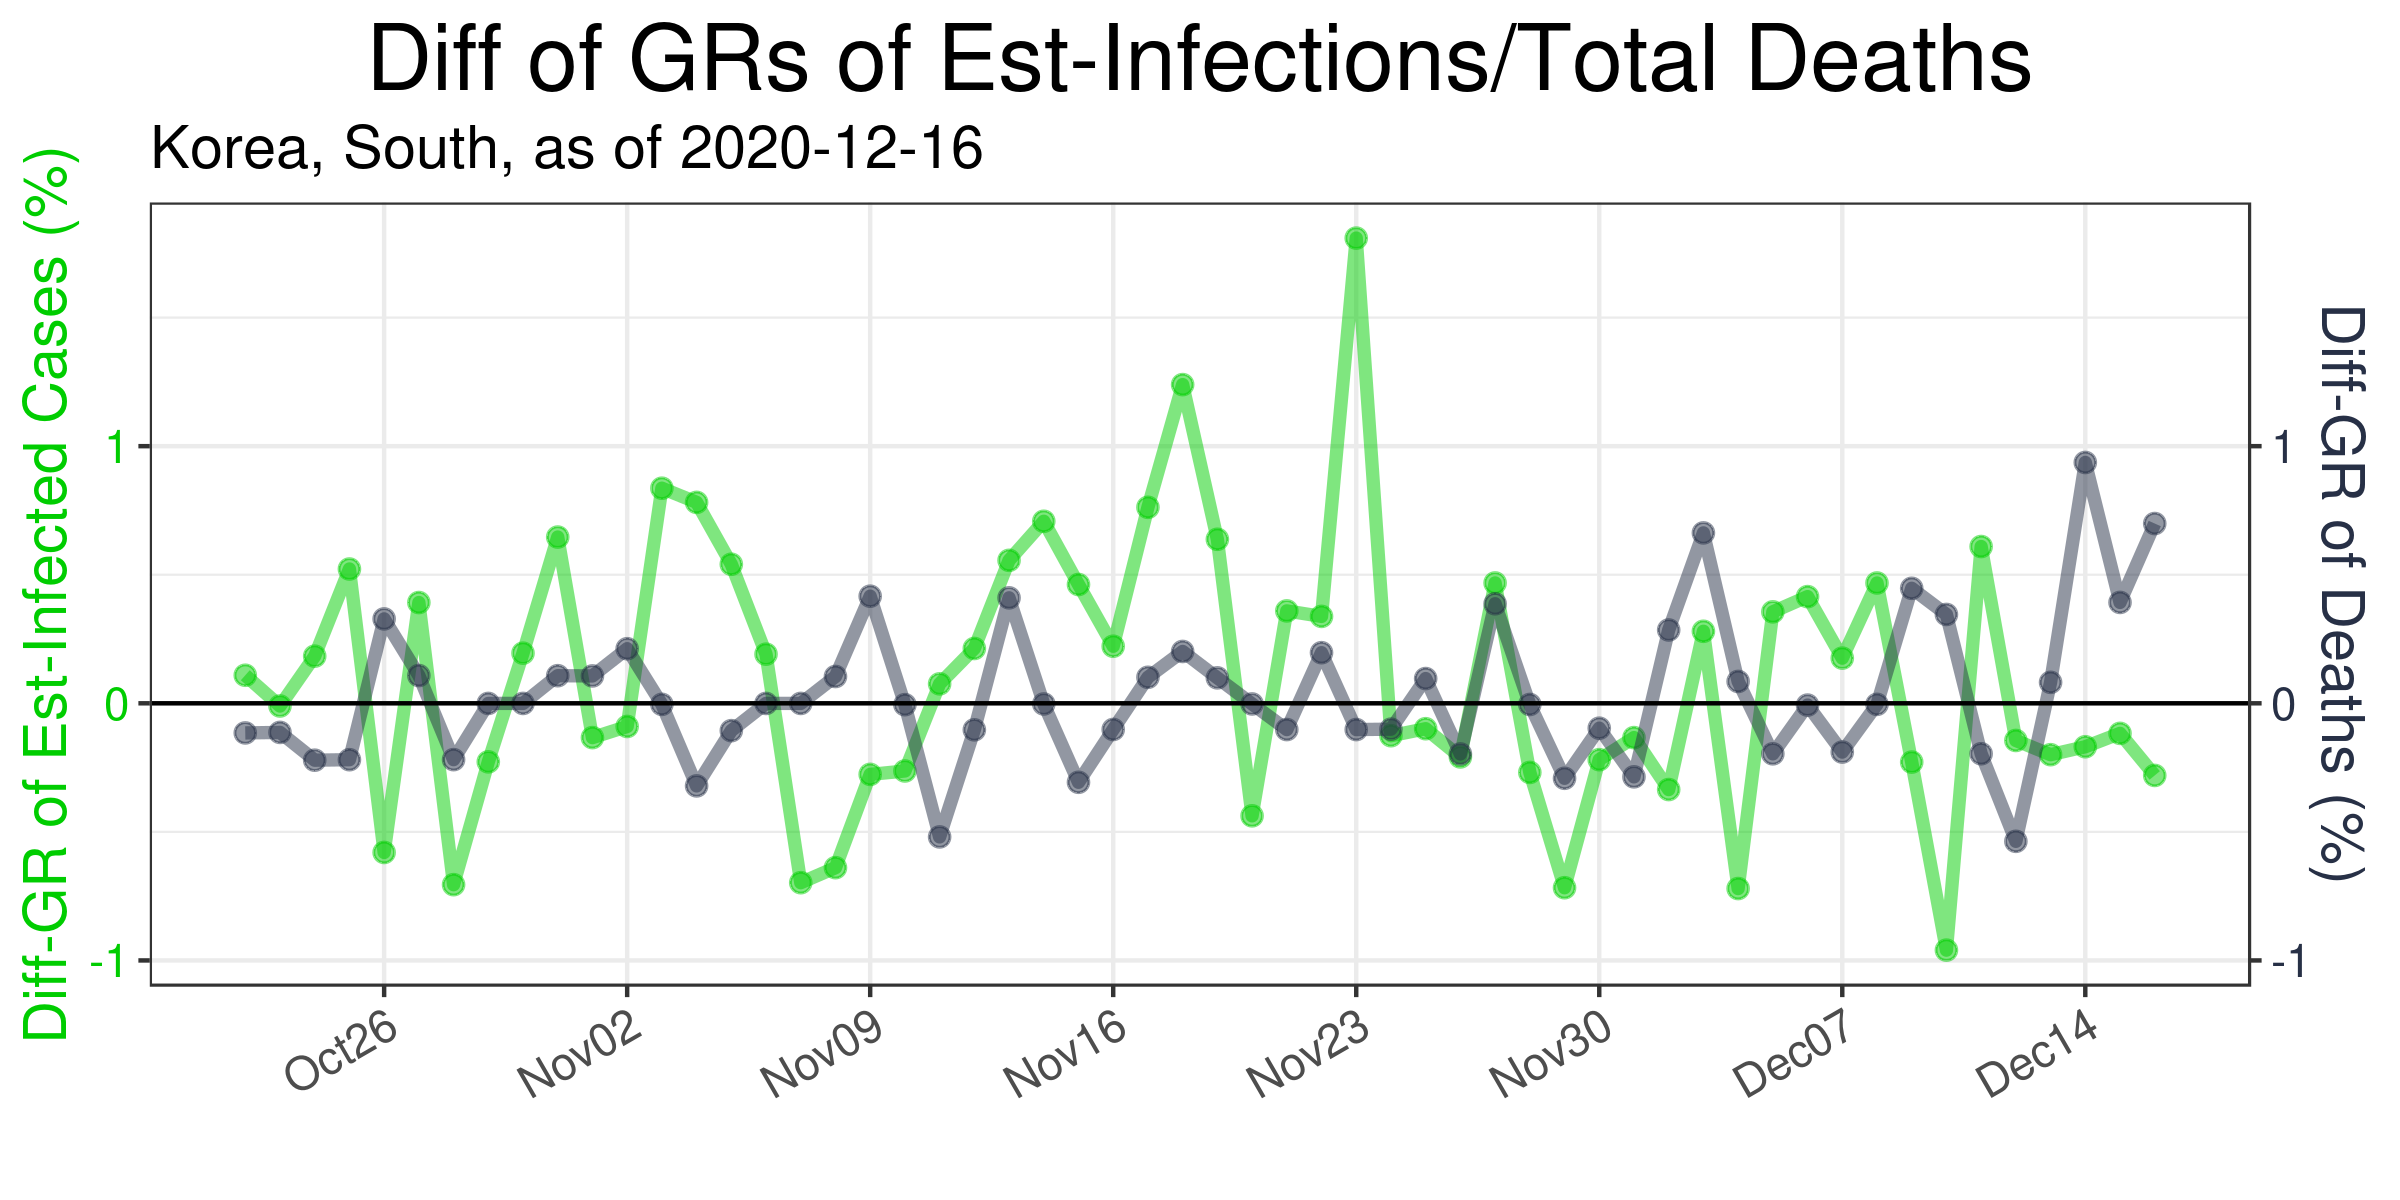 Diff of GRs of Est-Infections/Total Deaths
Korea, South, as of 2020-12-16
Diff-GR of Est-Infected Cases (%)
1
0
-1
Diff-GR of Deaths (%)
1
0
-1
Oct26
Nov02
Nov09
Nov16
Nov23
Nov30
Dec07
Dec14